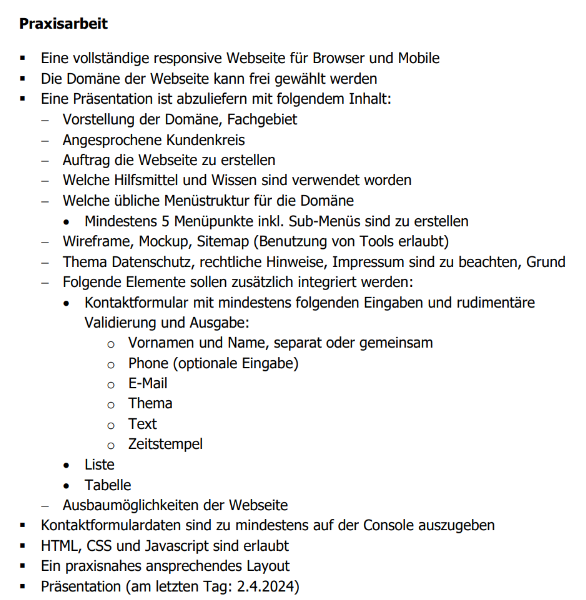 Praxisarbeit
▪ Eine vollständige responsive Webseite für Browser und Mobile
▪ Die Domäne der Webseite kann frei gewählt werden
▪ Eine Präsentation ist abzuliefern mit folgendem Inhalt:
− Vorstellung der Domäne, Fachgebiet
− Angesprochene Kundenkreis
− Auftrag die Webseite zu erstellen
− Welche Hilfsmittel und Wissen sind verwendet worden
− Welche übliche Menüstruktur für die Domäne
• Mindestens 5 Menüpunkte inkl. Sub-Menüs sind zu erstellen
− Wireframe, Mockup, Sitemap (Benutzung von Tools erlaubt)
− Thema Datenschutz, rechtliche Hinweise, Impressum sind zu beachten, Grund
− Folgende Elemente sollen zusätzlich integriert werden:
• Kontaktformular mit mindestens folgenden Eingaben und rudimentäre
Validierung und Ausgabe:
o Vornamen und Name, separat oder gemeinsam
o Phone (optionale Eingabe)
o E-Mail
o Thema
o Text
o Zeitstempel
• Liste
• Tabelle
− Ausbaumöglichkeiten der Webseite
▪ Kontaktformulardaten sind zu mindestens auf der Console auszugeben
▪ HTML, CSS und Javascript sind erlaubt
▪ Ein praxisnahes ansprechendes Layout
▪ Präsentation (am letzten Tag: 2.4.2024)